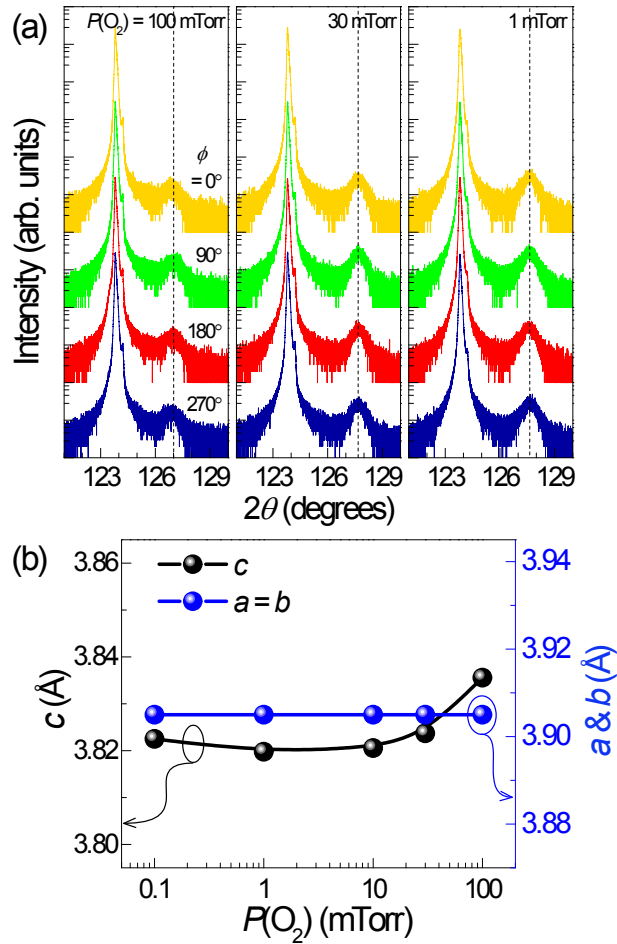 (a)
P(O₂) = 100 mTorr
30 mTorr
1 mTorr
Intensity (arb. units)
ϕ
= 0°
90°
180°
270°
123 126 129
123 126 129
123 126 129
2θ (degrees)
(b)
c
a = b
c (Å)
3.86
3.84
3.82
3.80
a & b (Å)
3.94
3.92
3.90
3.88
0.1 1 10 100
P(O₂) (mTorr)